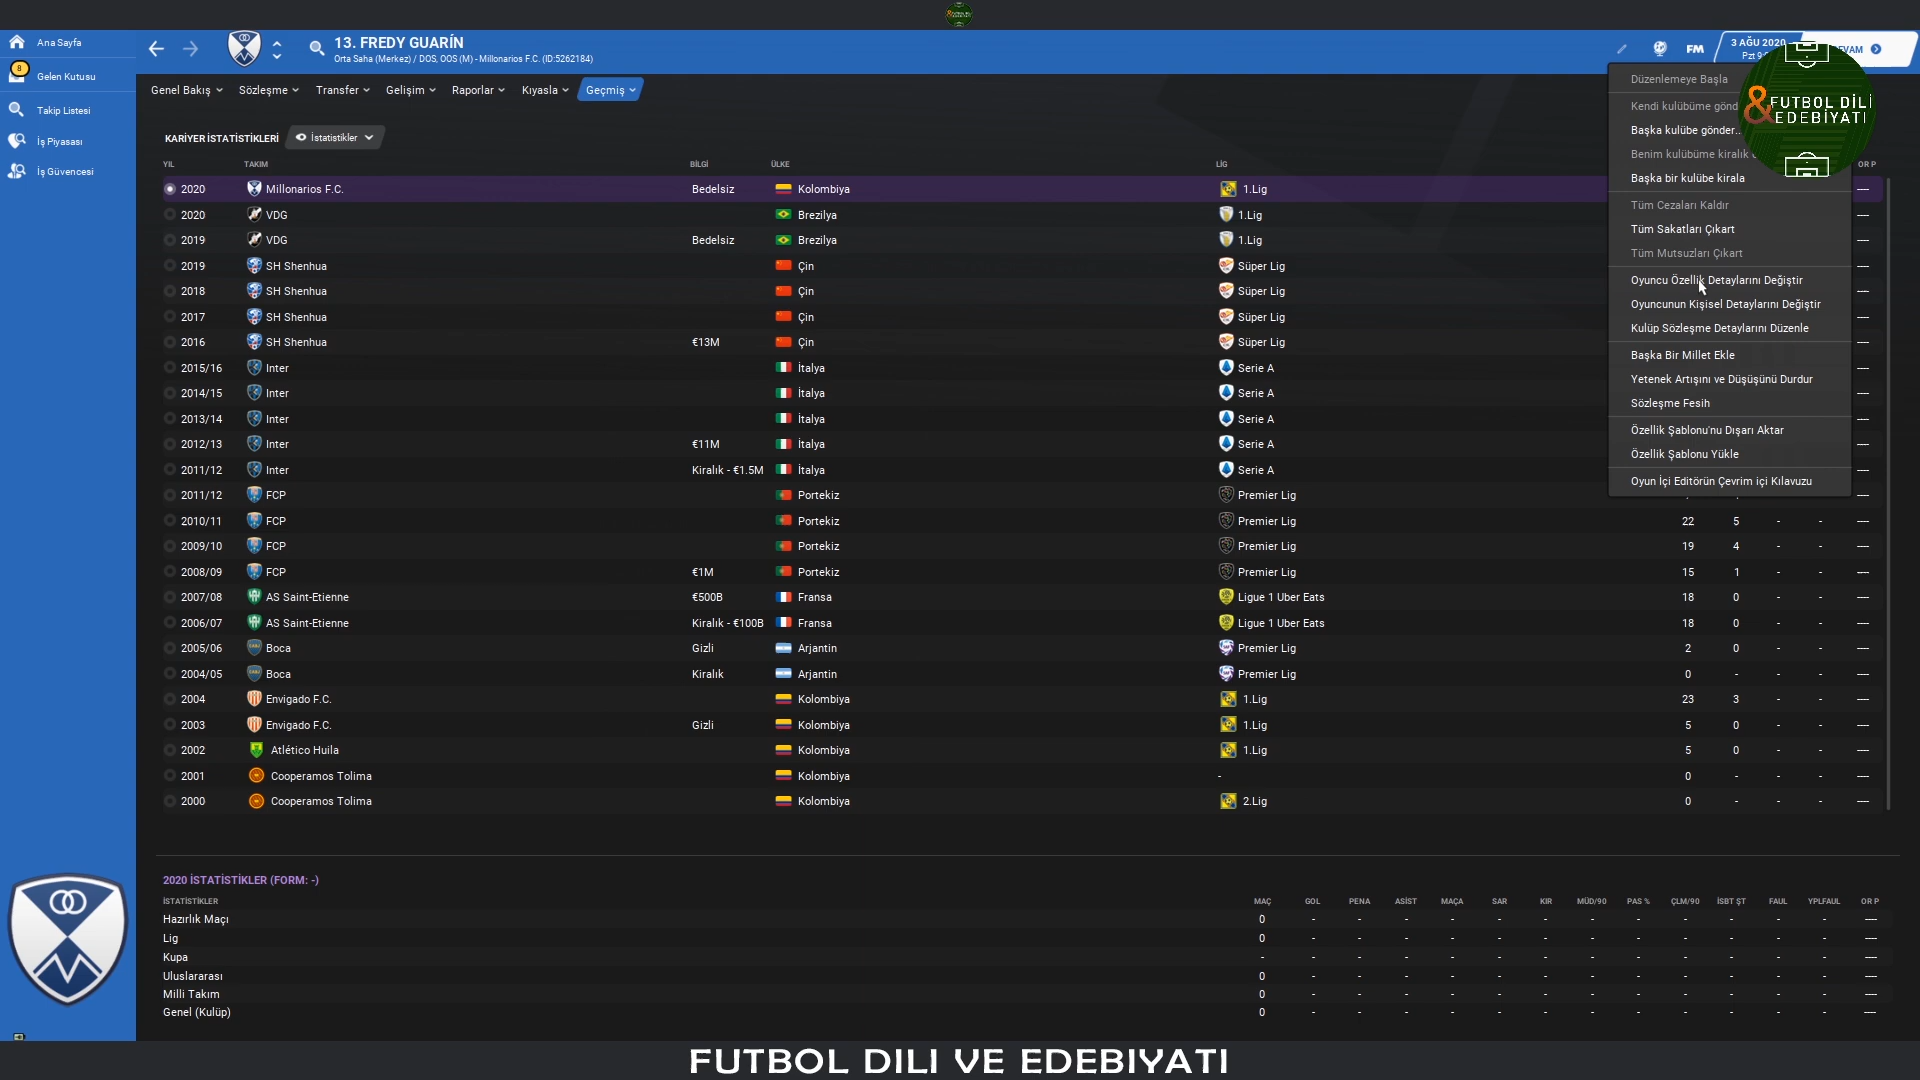 Ana Sayfa
8
Gelen Kutusu
Takip Listesi
İş Piyasası
İş Güvencesi
13. FREDY GUARÍN
Orta Saha (Merkez) / DOS, OOS (M) - Millonarios F.C. (ID:5262184)
FM
3 AĞU 2020
Pzt
EVAM
Genel Bakış
Sözleşme
Transfer
Gelişim
Raporlar
Kıyasla
Geçmiş
& FUTBOL DİLİ
EDEBİYATI
KARİYER İSTATİSTİKLERİ
İstatistikler
YIL TAKIM BİLGİ ÜLKE LİG OR P
2020 Millonarios F.C. Bedelsiz Kolombiya 1.Lig ----
2020 VDG Brezilya 1.Lig ----
2019 VDG Bedelsiz Brezilya 1.Lig ----
2019 SH Shenhua Çin Süper Lig ----
2018 SH Shenhua Çin Süper Lig ----
2017 SH Shenhua Çin Süper Lig ----
2016 SH Shenhua €13M Çin Süper Lig ----
2015/16 Inter İtalya Serie A ----
2014/15 Inter İtalya Serie A ----
2013/14 Inter İtalya Serie A ----
2012/13 Inter €11M İtalya Serie A ----
2011/12 Inter Kiralık - €1.5M İtalya Serie A ----
2011/12 FCP Portekiz Premier Lig ----
2010/11 FCP Portekiz Premier Lig 22 5 - - ----
2009/10 FCP Portekiz Premier Lig 19 4 - - ----
2008/09 FCP €1M Portekiz Premier Lig 15 1 - - ----
2007/08 AS Saint-Etienne €500B Fransa Ligue 1 Uber Eats 18 0 - - ----
2006/07 AS Saint-Etienne Kiralık - €100B Fransa Ligue 1 Uber Eats 18 0 - - ----
2005/06 Boca Gizli Arjantin Premier Lig 2 0 - - ----
2004/05 Boca Kiralık Arjantin Premier Lig 0 - - - ----
2004 Envigado F.C. Kolombiya 1.Lig 23 3 - - ----
2003 Envigado F.C. Gizli Kolombiya 1.Lig 5 0 - - ----
2002 Atlético Huila Kolombiya 1.Lig 5 0 - - ----
2001 Cooperamos Tolima Kolombiya - 0 - - - ----
2000 Cooperamos Tolima Kolombiya 2.Lig 0 - - - ----
Düzenlemeye Başla
Kendi kulübüme gönd
Başka kulübe gönder..
Benim kulübüme kiralık
Başka bir kulübe kirala
Tüm Cezaları Kaldır
Tüm Sakatları Çıkart
Tüm Mutsuzları Çıkart
Oyuncu Özellik Detaylarını Değiştir
Oyuncunun Kişisel Detaylarını Değiştir
Kulüp Sözleşme Detaylarını Düzenle
Başka Bir Millet Ekle
Yetenek Artışını ve Düşüşünü Durdur
Sözleşme Fesih
Özellik Şablonu'nu Dışarı Aktar
Özellik Şablonu Yükle
Oyun İçi Editörün Çevrim içi Kılavuzu
2020 İSTATİSTİKLER (FORM: -)
İSTATİSTİKLER MAÇ GOL PENA ASİST MAÇA SAR KIR MÜD/90 PAS % ÇLM/90 İSBT ŞT FAUL YPLFAUL OR P
Hazırlık Maçı 0 - - - - - - - - - - - - ----
Lig 0 - - - - - - - - - - - - ----
Kupa - - - - - - - - - - - - - ----
Uluslararası 0 - - - - - - - - - - - - ----
Milli Takım 0 - - - - - - - - - - - - ----
Genel (Kulüp) 0 - - - - - - - - - - - - ----
FUTBOL DILI VE EDEBIYATI